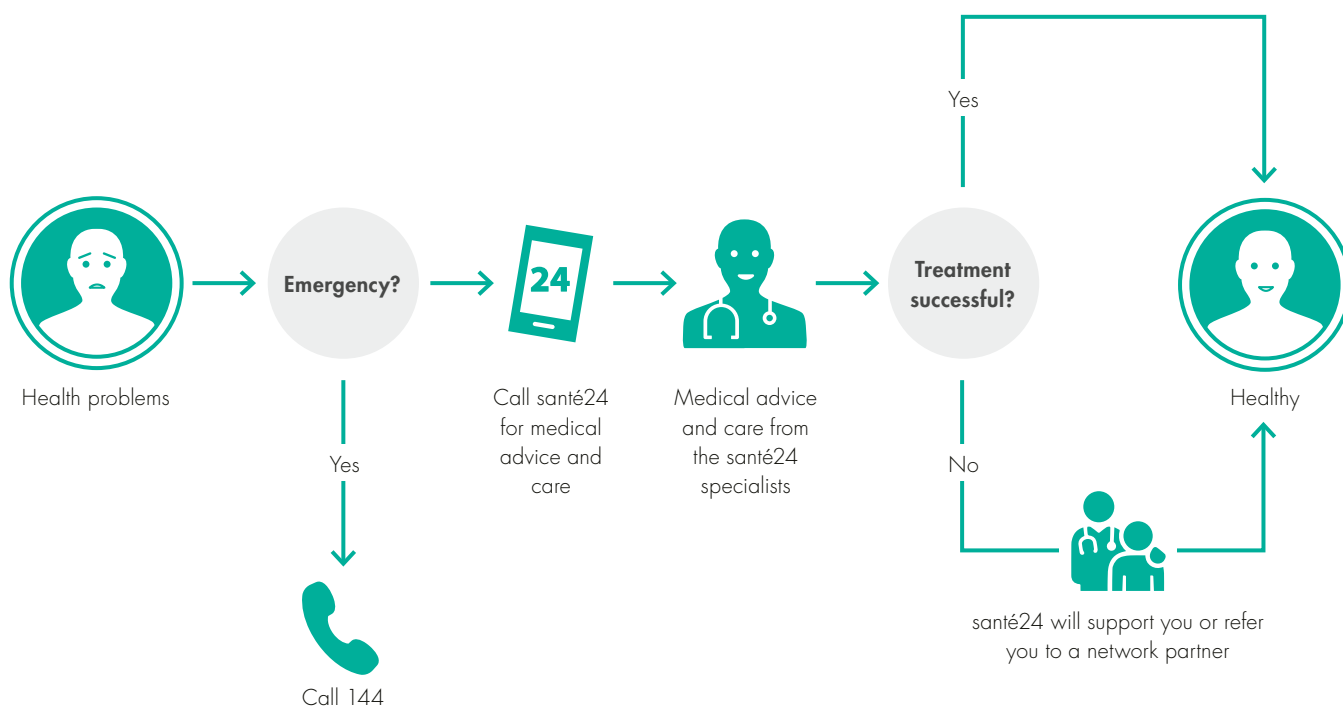 Health problems
Emergency?
Yes
Call 144
24
Call santé24
for medical
advice and
care
Medical advice
and care from
the santé24
specialists
Treatment
successful?
Yes
No
santé24 will support you or refer
you to a network partner
Healthy